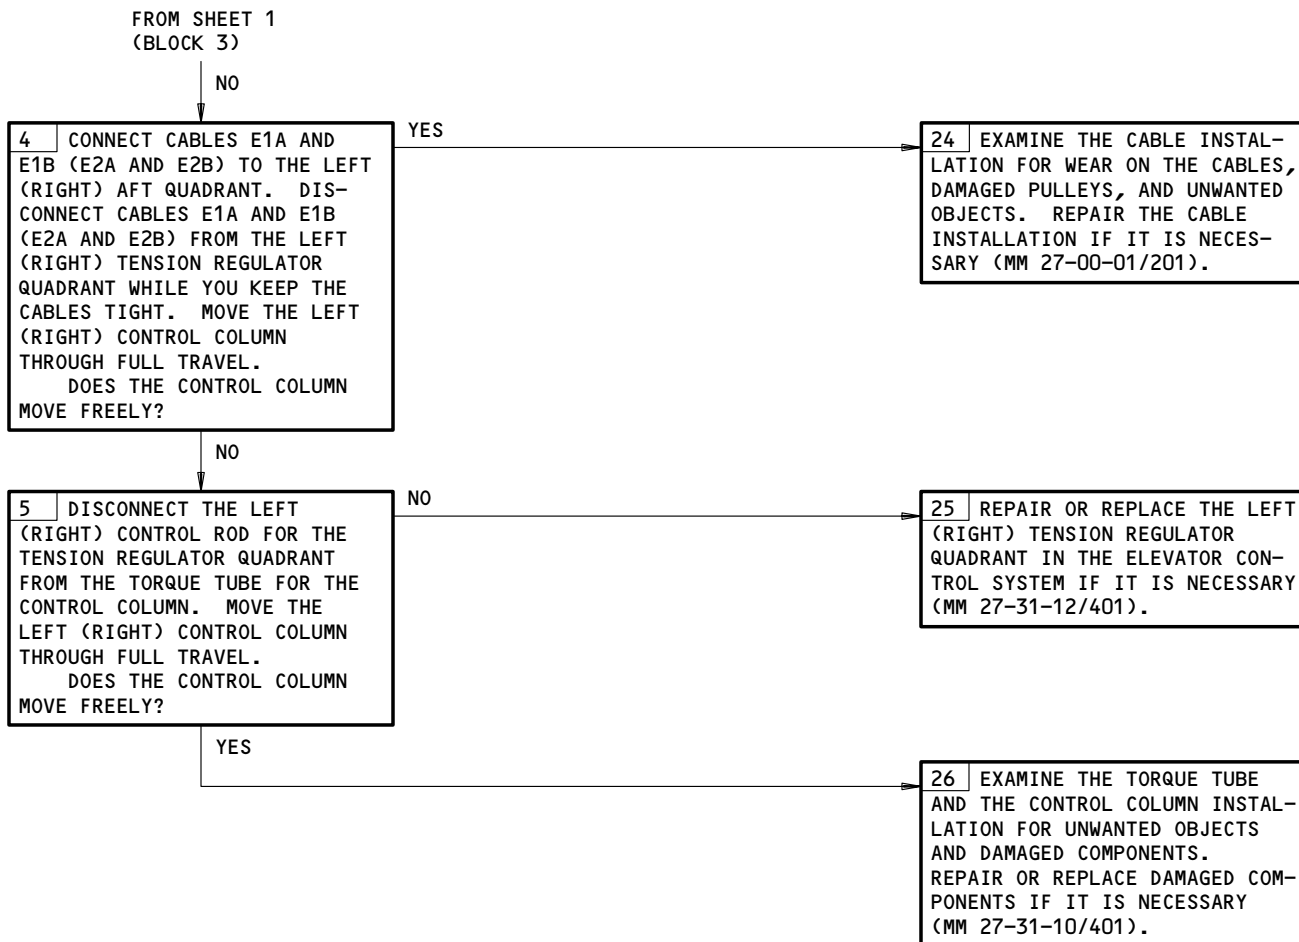 FROM SHEET 1
(BLOCK 3)
NO
4 CONNECT CABLES E1A AND
E1B (E2A AND E2B) TO THE LEFT
(RIGHT) AFT QUADRANT. DIS-
CONNECT CABLES E1A AND E1B
(E2A AND E2B) FROM THE LEFT
(RIGHT) TENSION REGULATOR
QUADRANT WHILE YOU KEEP THE
CABLES TIGHT. MOVE THE LEFT
(RIGHT) CONTROL COLUMN
THROUGH FULL TRAVEL.
DOES THE CONTROL COLUMN
MOVE FREELY?
YES
24 EXAMINE THE CABLE INSTAL-
LATION FOR WEAR ON THE CABLES,
DAMAGED PULLEYS, AND UNWANTED
OBJECTS. REPAIR THE CABLE
INSTALLATION IF IT IS NECES-
SARY (MM 27-00-01/201).
NO
5 DISCONNECT THE LEFT
(RIGHT) CONTROL ROD FOR THE
TENSION REGULATOR QUADRANT
FROM THE TORQUE TUBE FOR THE
CONTROL COLUMN. MOVE THE
LEFT (RIGHT) CONTROL COLUMN
THROUGH FULL TRAVEL.
DOES THE CONTROL COLUMN
MOVE FREELY?
NO
25 REPAIR OR REPLACE THE LEFT
(RIGHT) TENSION REGULATOR
QUADRANT IN THE ELEVATOR CON-
TROL SYSTEM IF IT IS NECESSARY
(MM 27-31-12/401).
YES
26 EXAMINE THE TORQUE TUBE
AND THE CONTROL COLUMN INSTAL-
LATION FOR UNWANTED OBJECTS
AND DAMAGED COMPONENTS.
REPAIR OR REPLACE DAMAGED COM-
PONENTS IF IT IS NECESSARY
(MM 27-31-10/401).